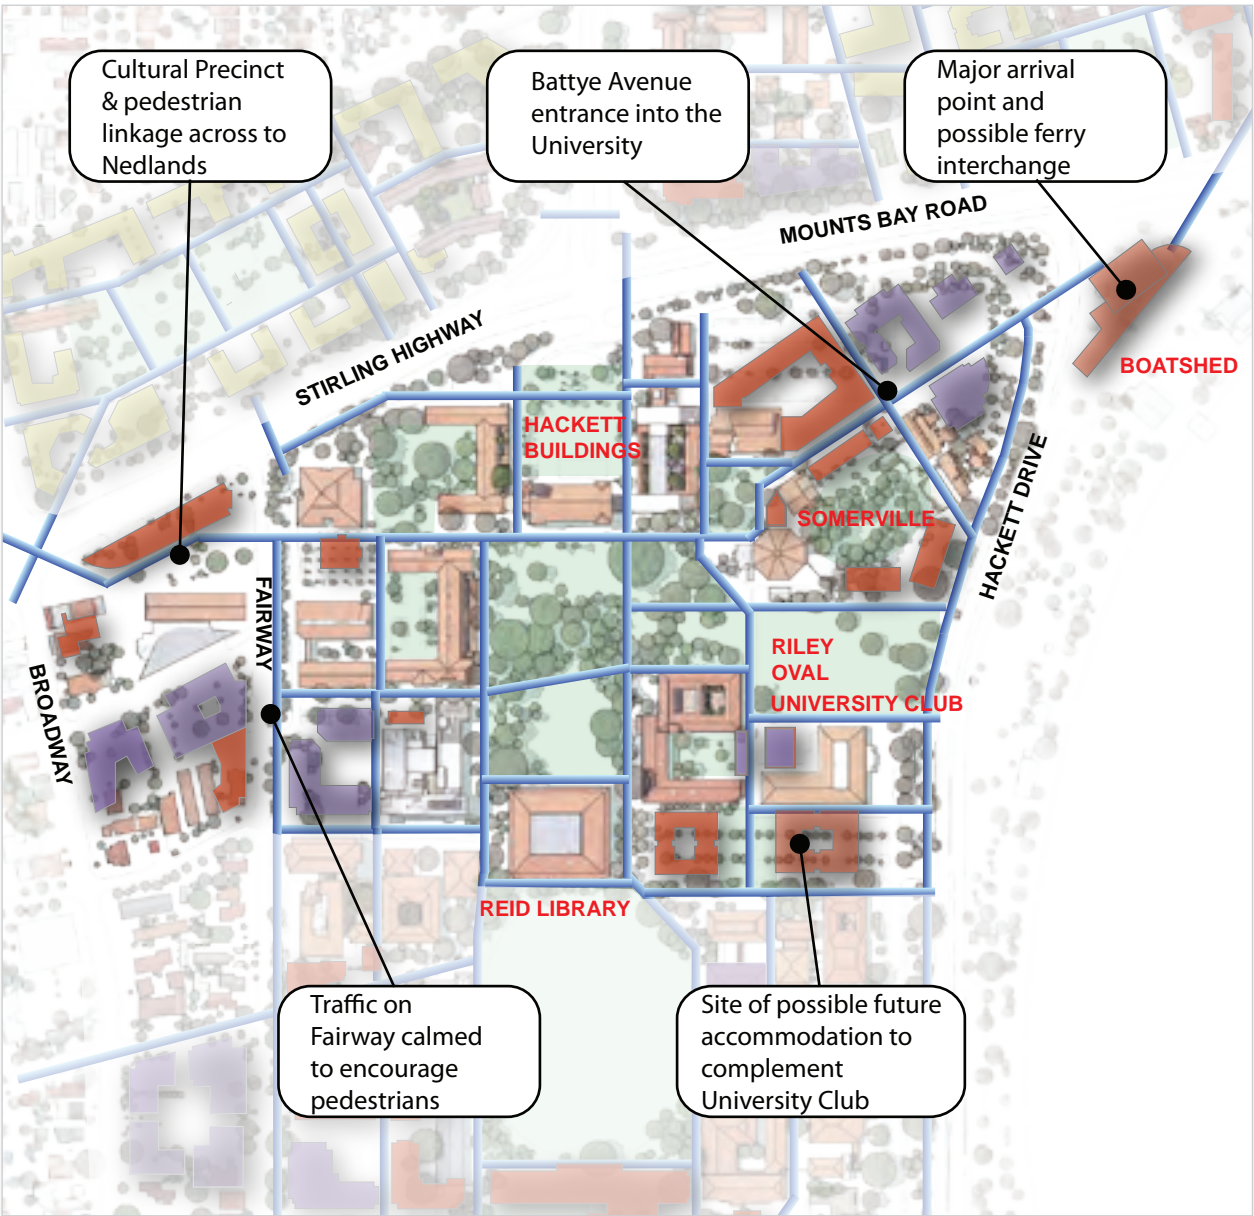 Cultural Precinct
& pedestrian
linkage across to
Nedlands
Battye Avenue
entrance into the
University
Major arrival
point and
possible ferry
interchange
MOUNTS BAY ROAD
STIRLING HIGHWAY
BOATSHED
HACKETT
BUILDINGS
SOMERVILLE
HACKETT DRIVE
FAIRWAY
BROADWAY
RILEY
OVAL
UNIVERSITY CLUB
REID LIBRARY
Traffic on
Fairway calmed
to encourage
pedestrians
Site of possible future
accommodation to
complement
University Club